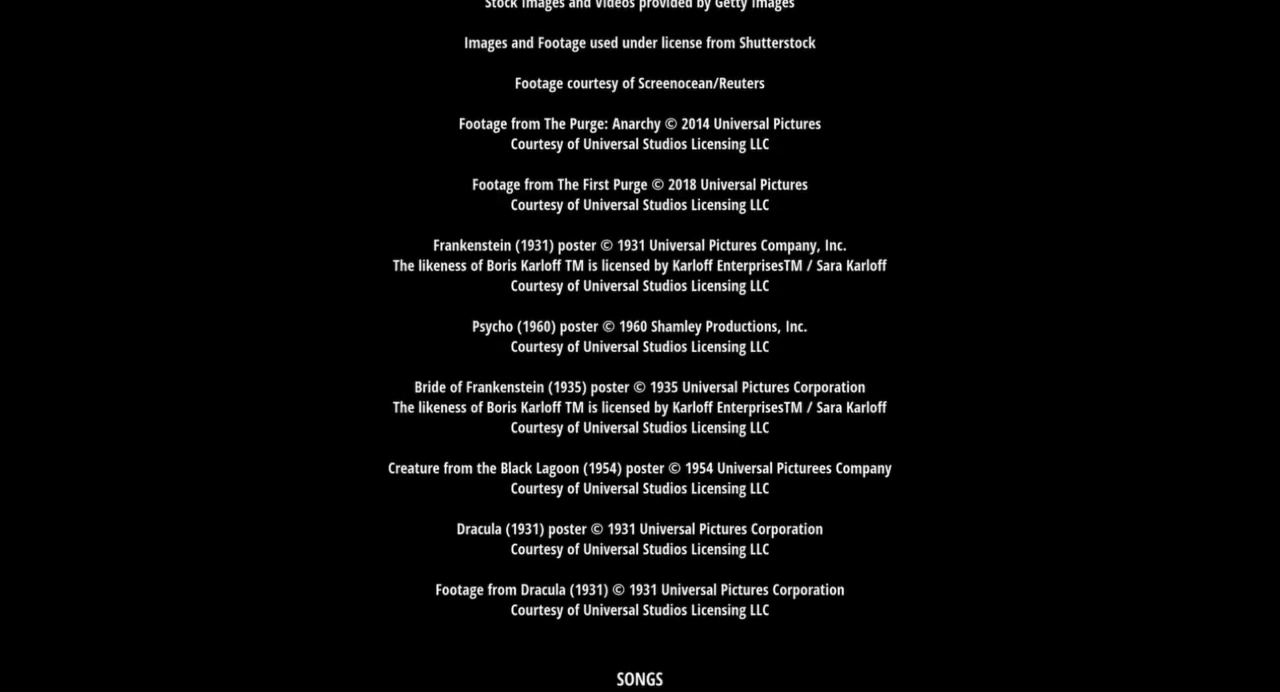 Stock Images and Videos provided by Getty Images
Images and Footage used under license from Shutterstock
Footage courtesy of Screenocean/Reuters
Footage from The Purge: Anarchy © 2014 Universal Pictures
Courtesy of Universal Studios Licensing LLC
Footage from The First Purge © 2018 Universal Pictures
Courtesy of Universal Studios Licensing LLC
Frankenstein (1931) poster © 1931 Universal Pictures Company, Inc.
The likeness of Boris Karloff TM is licensed by Karloff EnterprisesTM / Sara Karloff
Courtesy of Universal Studios Licensing LLC
Psycho (1960) poster © 1960 Shamley Productions, Inc.
Courtesy of Universal Studios Licensing LLC
Bride of Frankenstein (1935) poster © 1935 Universal Pictures Corporation
The likeness of Boris Karloff TM is licensed by Karloff EnterprisesTM / Sara Karloff
Courtesy of Universal Studios Licensing LLC
Creature from the Black Lagoon (1954) poster © 1954 Universal Picturees Company
Courtesy of Universal Studios Licensing LLC
Dracula (1931) poster © 1931 Universal Pictures Corporation
Courtesy of Universal Studios Licensing LLC
Footage from Dracula (1931) © 1931 Universal Pictures Corporation
Courtesy of Universal Studios Licensing LLC
SONGS